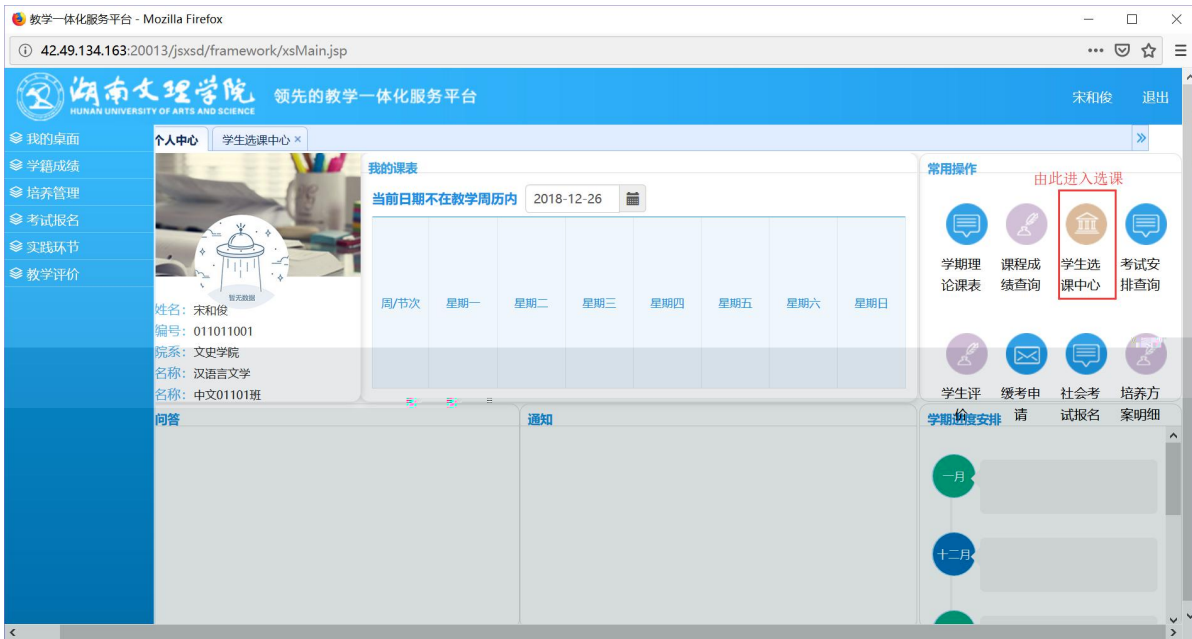 教学一体化服务平台 - Mozilla Firefox
42.49.134.163:20013/jsxsd/framework/xsMain.jsp
湖南文理学院
HUNAN UNIVERSITY OF ARTS AND SCIENCE
领先的教学一体化服务平台
宋和俊 退出
我的桌面
学籍成绩
培养管理
考试报名
实践环节
教学评价
个人中心 学生选课中心 ×
暂无数据
姓名：宋和俊
编号：011011001
院系：文史学院
名称：汉语言文学
名称：中文01101班
我的课表
当前日期不在教学周历内 2018-12-26
周/节次 星期一 星期二 星期三 星期四 星期五 星期六 星期日
常用操作
由此进入选课
学期理论课表
课程成绩查询
学生选课中心
考试安排查询
学生评价
缓考申请
社会考试报名
培养方案明细
问答
通知
学期进度安排
一月
十二月